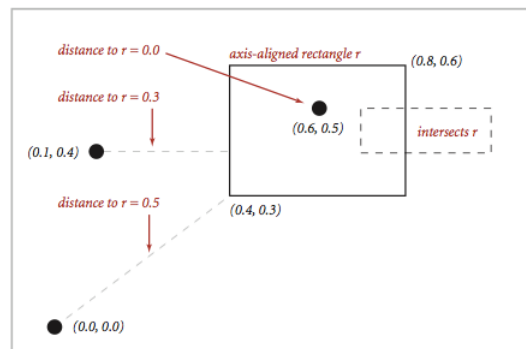 distance to r = 0.0
axis-aligned rectangle r
(0.8, 0.6)
distance to r = 0.3
(0.6, 0.5)
intersects r
(0.1, 0.4)
distance to r = 0.5
(0.4, 0.3)
(0.0, 0.0)